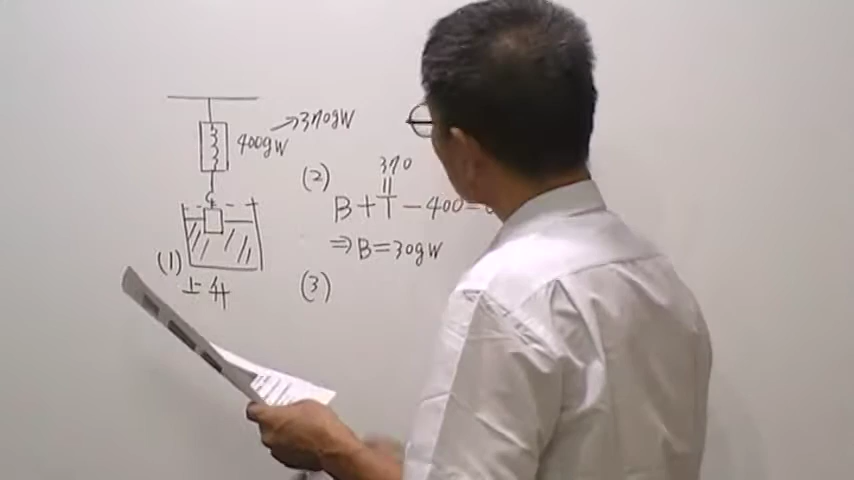 400gw → 370gw
(1)
上升
(2)
370
B + T − 400 =
⇒ B = 30gw
(3)